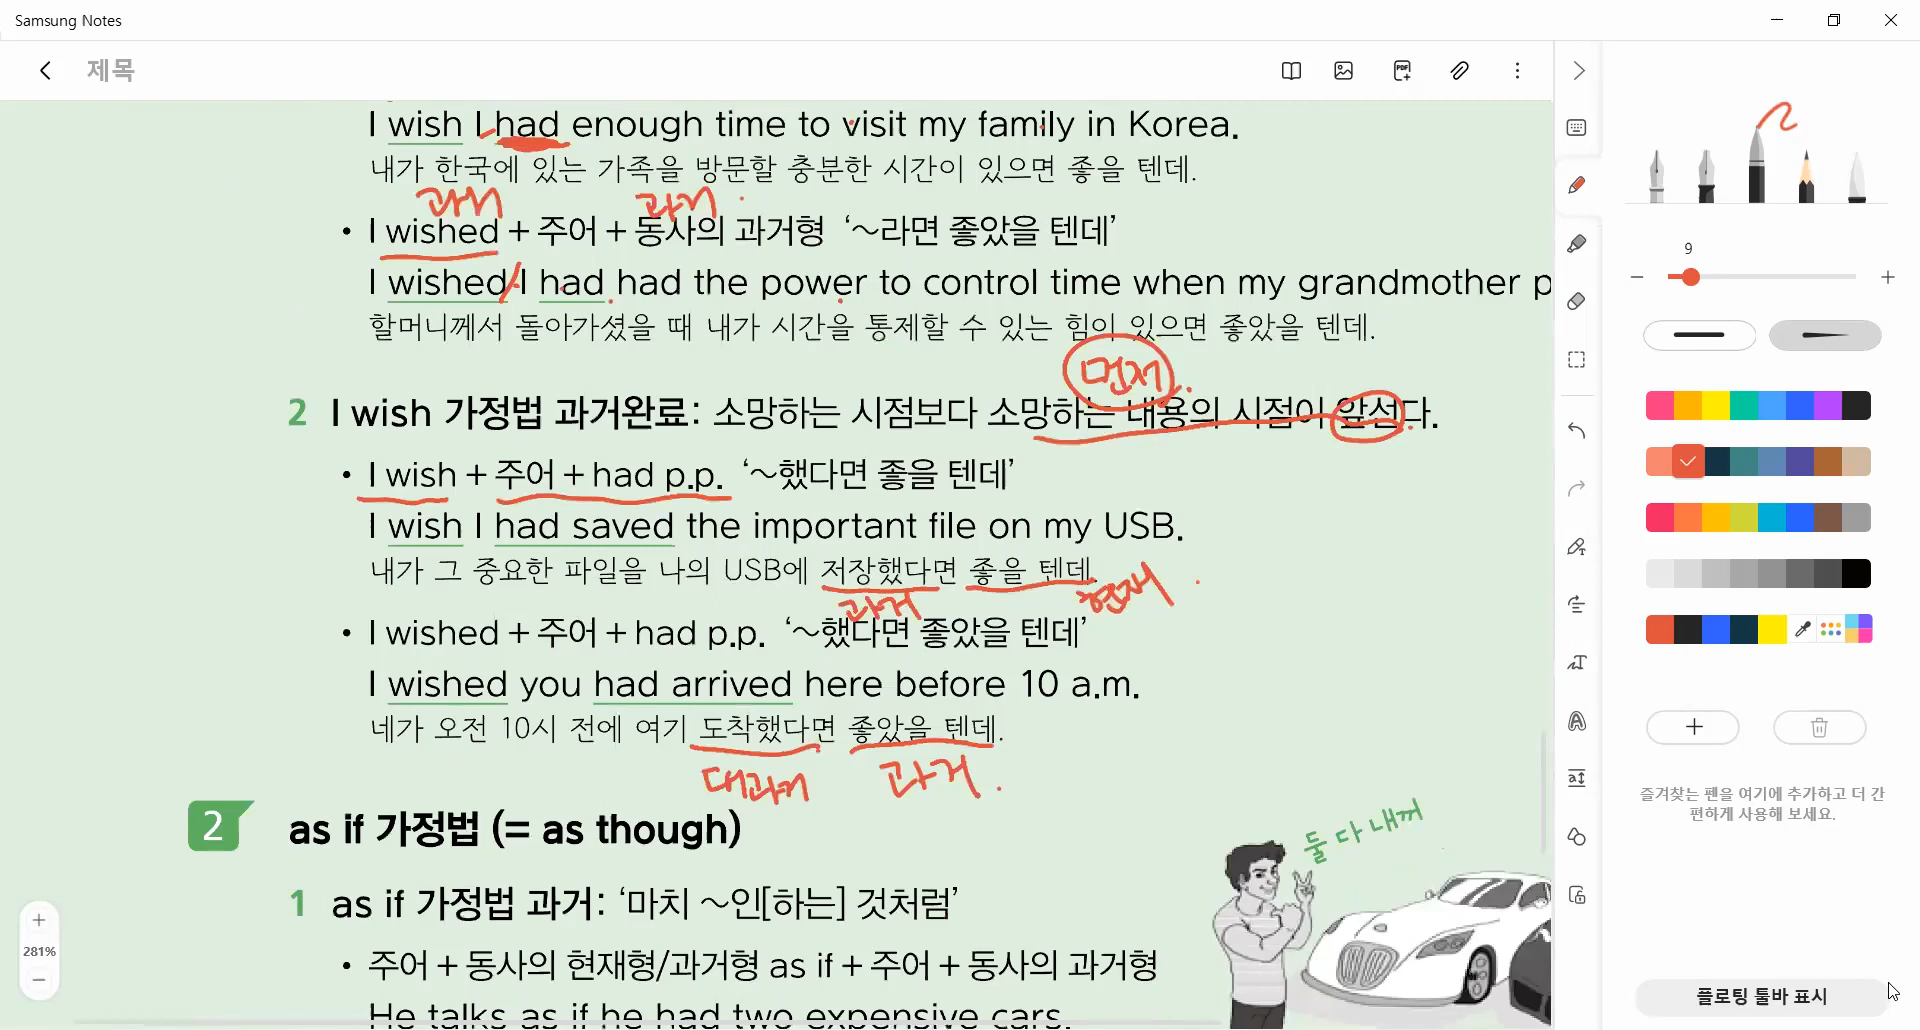 Samsung Notes
제목
I wish I had enough time to visit my family in Korea.
내가 한국에 있는 가족을 방문할 충분한 시간이 있으면 좋을 텐데.
과거 과거
• I wished + 주어 + 동사의 과거형 ‘~라면 좋았을 텐데’
I wished I had had the power to control time when my grandmother p
할머니께서 돌아가셨을 때 내가 시간을 통제할 수 있는 힘이 있으면 좋았을 텐데.
먼저
2 I wish 가정법 과거완료: 소망하는 시점보다 소망하는 내용의 시점이 앞선다.
• I wish + 주어 + had p.p. ‘~했다면 좋을 텐데’
I wish I had saved the important file on my USB.
내가 그 중요한 파일을 나의 USB에 저장했다면 좋을 텐데.
과거 현재
• I wished + 주어 + had p.p. ‘~했다면 좋았을 텐데’
I wished you had arrived here before 10 a.m.
네가 오전 10시 전에 여기 도착했다면 좋았을 텐데.
대과거 과거
2 as if 가정법 (= as though)
둘 다 내꺼
1 as if 가정법 과거: ‘마치 ~인[하는] 것처럼’
• 주어 + 동사의 현재형/과거형 as if + 주어 + 동사의 과거형
He talks as if he had two expensive cars.
281%
PDF
9
즐겨찾는 펜을 여기에 추가하고 더 간
편하게 사용해 보세요.
플로팅 툴바 표시